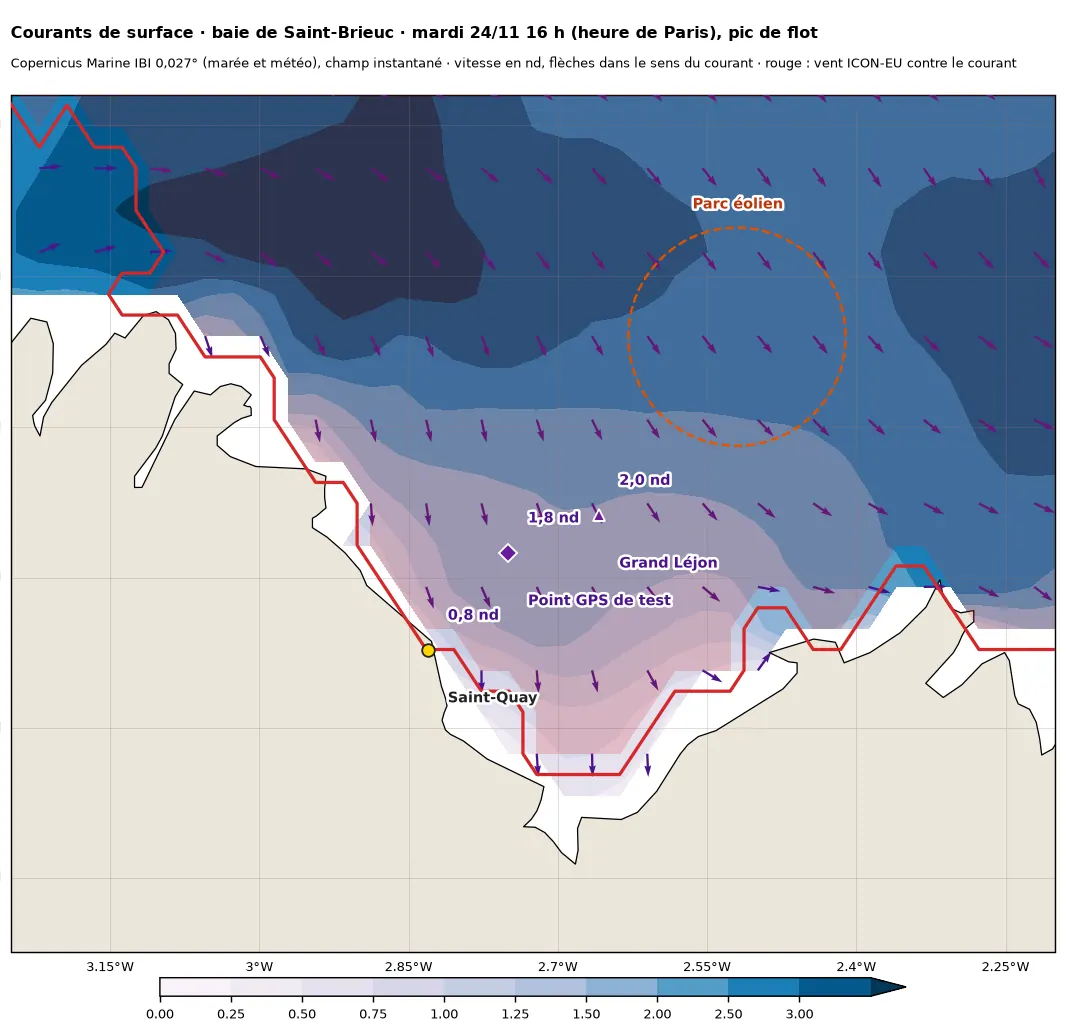 Courants de surface · baie de Saint-Brieuc · mardi 24/11 16 h (heure de Paris), pic de flot
Copernicus Marine IBI 0,027° (marée et météo), champ instantané · vitesse en nd, flèches dans le sens du courant · rouge : vent ICON-EU contre le courant
Parc éolien
2,0 nd
1,8 nd
Grand Léjon
Point GPS de test
0,8 nd
Saint-Quay
3.15°W 3°W 2.85°W 2.7°W 2.55°W 2.4°W 2.25°W
0.00 0.25 0.50 0.75 1.00 1.25 1.50 2.00 2.50 3.00